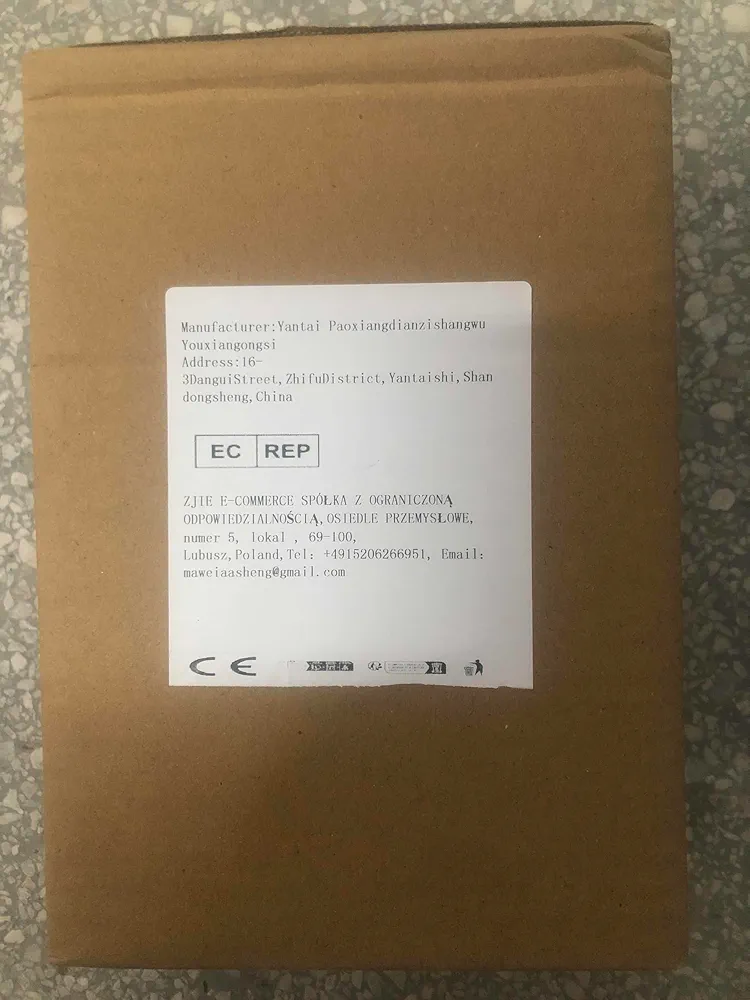 Manufacturer:Yantai Paoxiangdianzishangwu
Youxiangongsi
Address:16-
3DanguiStreet,ZhifuDistrict,Yantaishi,Shan
dongsheng,China
EC REP
ZJIE E-COMMERCE SPÓŁKA Z OGRANICZONĄ
ODPOWIEDZIALNOŚCIĄ,OSIEDLE PRZEMYSŁOWE,
numer 5, lokal , 69-100,
Lubusz,Poland,Tel: +4915206266951, Email:
maweiaasheng@gmail.com
CE